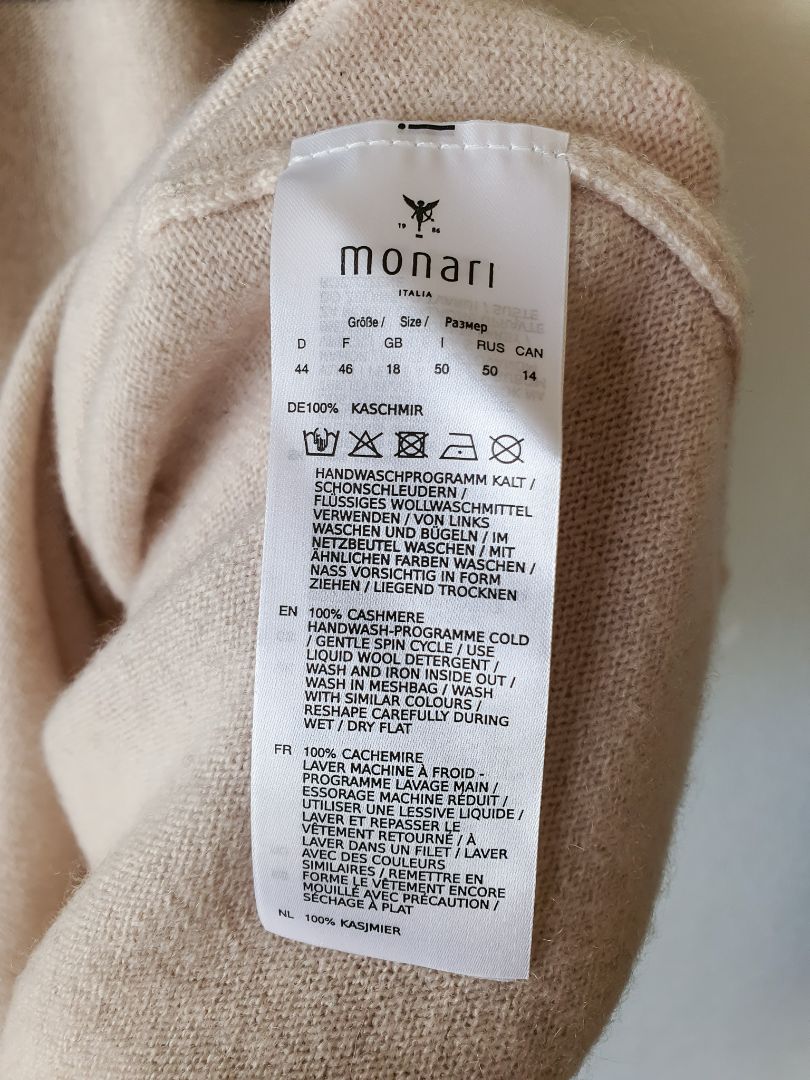 19 86
monari
ITALIA
Größe / Size / Размер
D F GB I RUS CAN
44 46 18 50 50 14
DE100% KASCHMIR
HANDWASCHPROGRAMM KALT /
SCHONSCHLEUDERN /
FLÜSSIGES WOLLWASCHMITTEL
VERWENDEN / VON LINKS
WASCHEN UND BÜGELN / IM
NETZBEUTEL WASCHEN / MIT
ÄHNLICHEN FARBEN WASCHEN /
NASS VORSICHTIG IN FORM
ZIEHEN / LIEGEND TROCKNEN
EN 100% CASHMERE
HANDWASH-PROGRAMME COLD
/ GENTLE SPIN CYCLE / USE
LIQUID WOOL DETERGENT /
WASH AND IRON INSIDE OUT /
WASH IN MESHBAG / WASH
WITH SIMILAR COLOURS /
RESHAPE CAREFULLY DURING
WET / DRY FLAT
FR 100% CACHEMIRE
LAVER MACHINE À FROID -
PROGRAMME LAVAGE MAIN /
ESSORAGE MACHINE RÉDUIT /
UTILISER UNE LESSIVE LIQUIDE /
LAVER ET REPASSER LE
VÊTEMENT RETOURNÉ / À
LAVER DANS UN FILET / LAVER
AVEC DES COULEURS
SIMILAIRES / REMETTRE EN
FORME LE VÊTEMENT ENCORE
MOUILLÉ AVEC PRÉCAUTION /
SÉCHAGE À PLAT
NL 100% KASJMIER